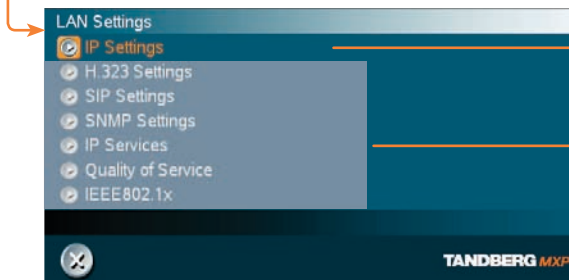 LAN Settings
IP Settings
H.323 Settings
SIP Settings
SNMP Settings
IP Services
Quality of Service
IEEE802.1x
TANDBERG MXP